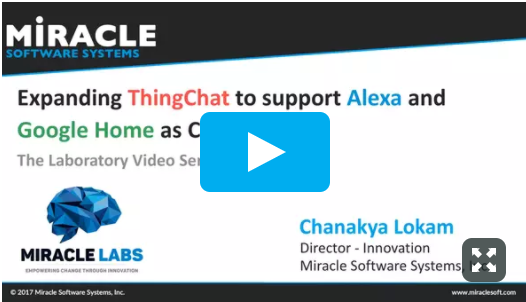 MiRACLE
SOFTWARE SYSTEMS
Expanding ThingChat to support Alexa and
Google Home as
The Laboratory Video
Chanakya Lokam
Director - Innovation
Miracle Software Systems,
MIRACLE LABS
EMPOWERING CHANGE THROUGH INNOVATION
© 2017 Miracle Software Systems, Inc.
www.miraclesoft.com